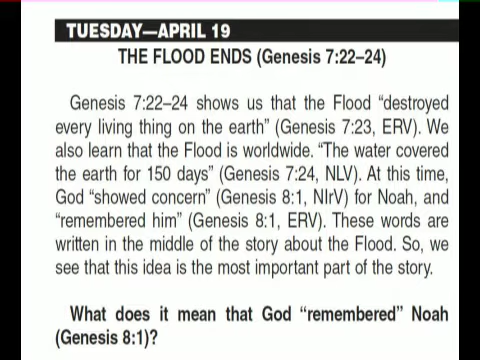 TUESDAY—APRIL 19
THE FLOOD ENDS (Genesis 7:22–24)
Genesis 7:22–24 shows us that the Flood “destroyed
every living thing on the earth” (Genesis 7:23, ERV). We
also learn that the Flood is worldwide. “The water covered
the earth for 150 days” (Genesis 7:24, NLV). At this time,
God “showed concern” (Genesis 8:1, NIrV) for Noah, and
“remembered him” (Genesis 8:1, ERV). These words are
written in the middle of the story about the Flood. So, we
see that this idea is the most important part of the story.
What does it mean that God “remembered” Noah
(Genesis 8:1)?